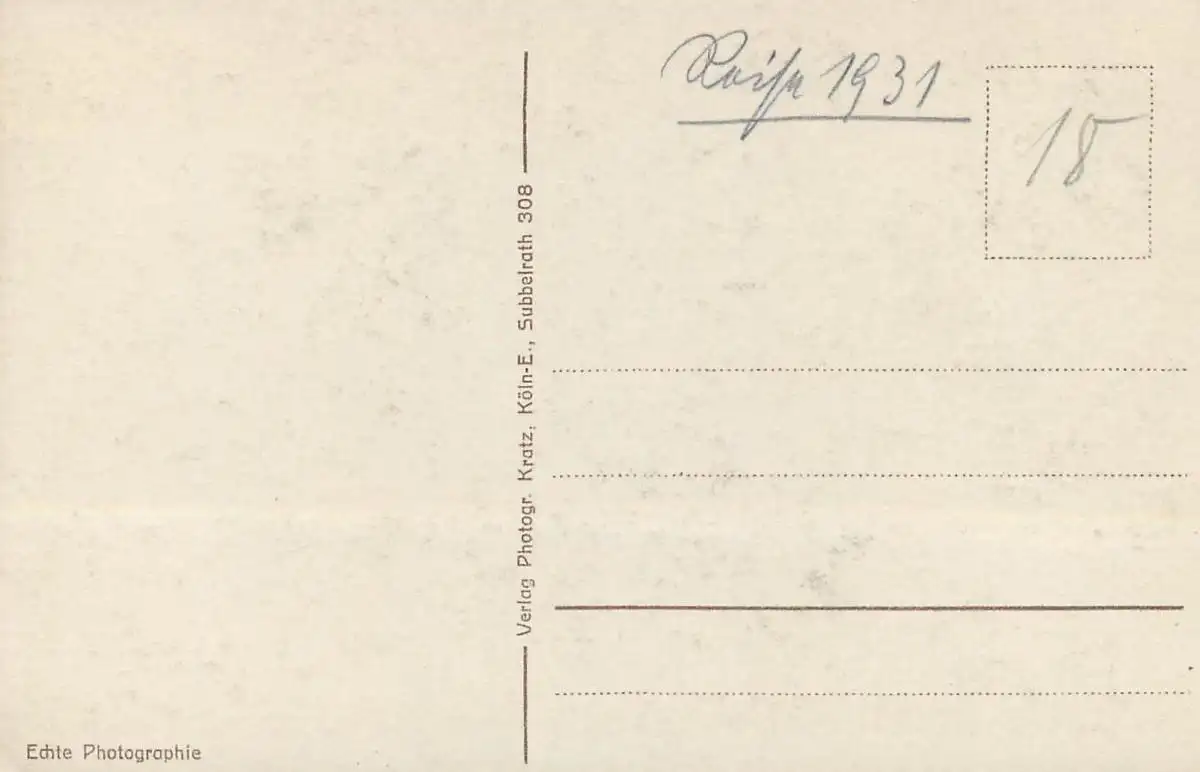 Reise 1931
18
Verlag Photogr. Kratz, Köln-E., Subbelrath 308
Echte Photographie